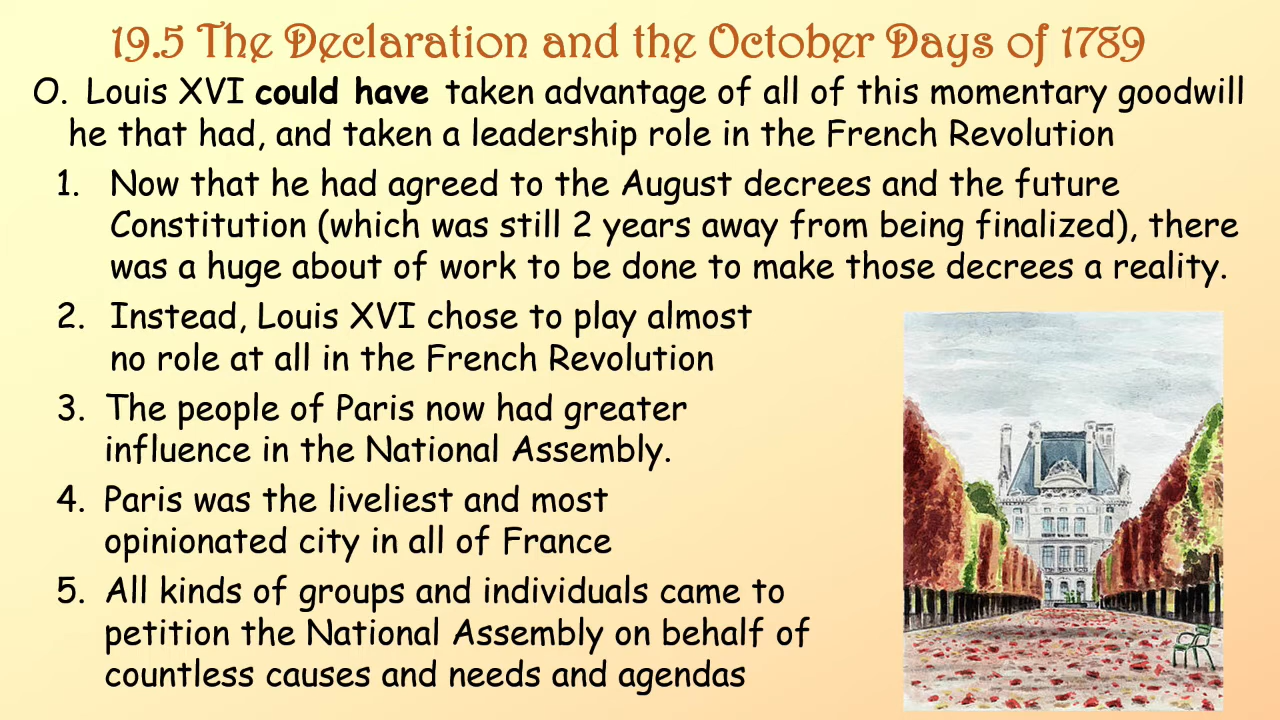 19.5 The Declaration and the October Days of 1789
O. Louis XVI could have taken advantage of all of this momentary goodwill
he that had, and taken a leadership role in the French Revolution
1. Now that he had agreed to the August decrees and the future
Constitution (which was still 2 years away from being finalized), there
was a huge about of work to be done to make those decrees a reality.
2. Instead, Louis XVI chose to play almost
no role at all in the French Revolution
3. The people of Paris now had greater
influence in the National Assembly.
4. Paris was the liveliest and most
opinionated city in all of France
5. All kinds of groups and individuals came to
petition the National Assembly on behalf of
countless causes and needs and agendas